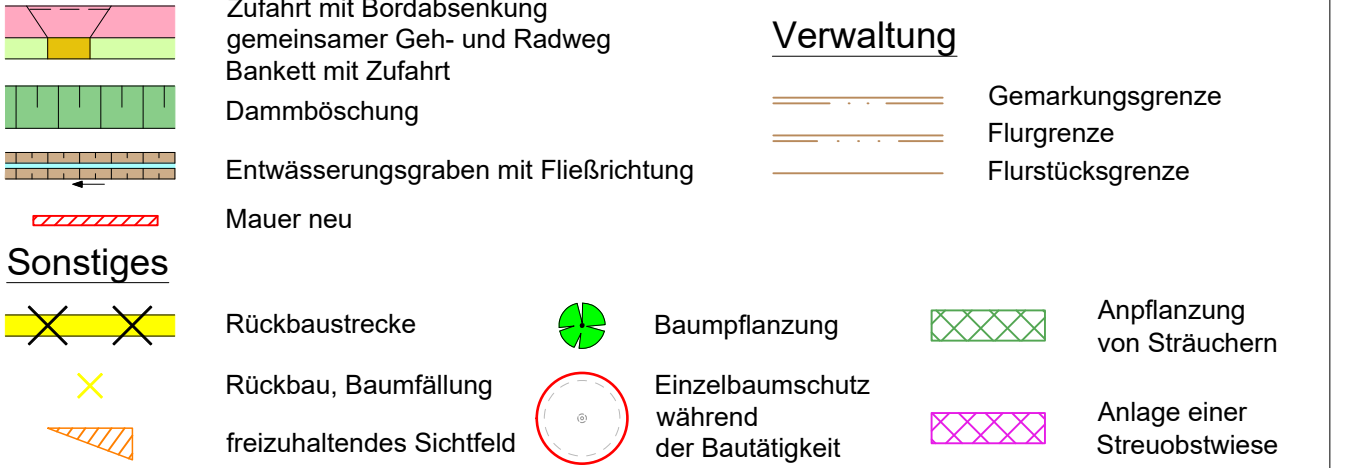 Zufahrt mit Bordabsenkung
gemeinsamer Geh- und Radweg
Bankett mit Zufahrt
Dammböschung
Entwässerungsgraben mit Fließrichtung
Mauer neu
Verwaltung
Gemarkungsgrenze
Flurgrenze
Flurstücksgrenze
Sonstiges
Rückbaustrecke
Rückbau, Baumfällung
freizuhaltendes Sichtfeld
Baumpflanzung
Einzelbaumschutz
während
der Bautätigkeit
Anpflanzung
von Sträuchern
Anlage einer
Streuobstwiese